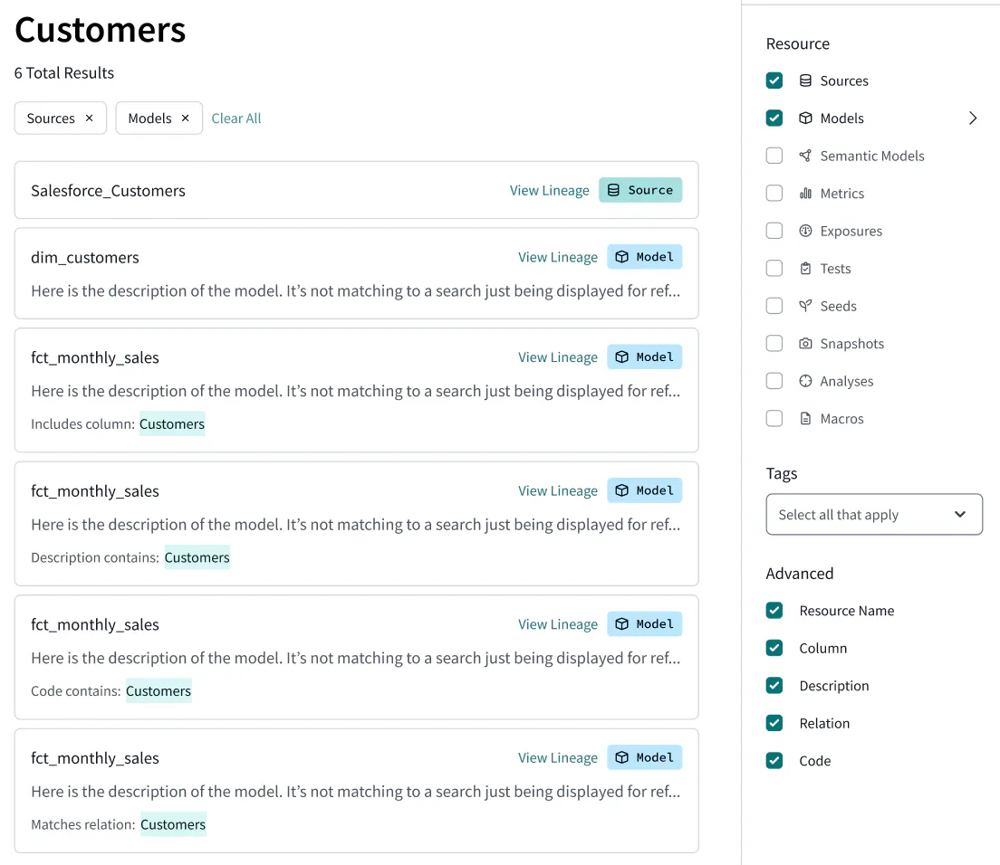 Customers
6 Total Results
Sources ×
Models ×
Clear All
Salesforce_Customers
View Lineage
Source
dim_customers
View Lineage
Model
Here is the description of the model. It’s not matching to a search just being displayed for ref...
fct_monthly_sales
View Lineage
Model
Here is the description of the model. It’s not matching to a search just being displayed for ref...
Includes column: Customers
fct_monthly_sales
View Lineage
Model
Here is the description of the model. It’s not matching to a search just being displayed for ref...
Description contains: Customers
fct_monthly_sales
View Lineage
Model
Here is the description of the model. It’s not matching to a search just being displayed for ref...
Code contains: Customers
fct_monthly_sales
View Lineage
Model
Here is the description of the model. It’s not matching to a search just being displayed for ref...
Matches relation: Customers
Resource
Sources
Models
Semantic Models
Metrics
Exposures
Tests
Seeds
Snapshots
Analyses
Macros
Tags
Select all that apply
Advanced
Resource Name
Column
Description
Relation
Code